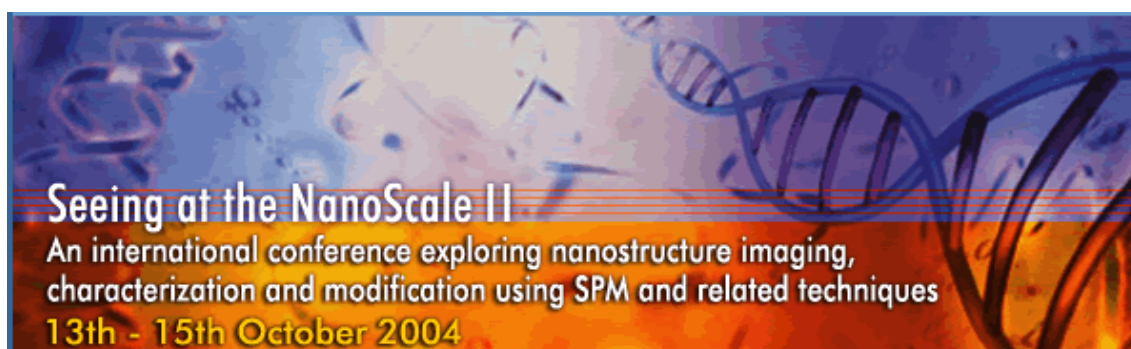 Seeing at the NanoScale II
An international conference exploring nanostructure imaging,
characterization and modification using SPM and related techniques
13th - 15th October 2004